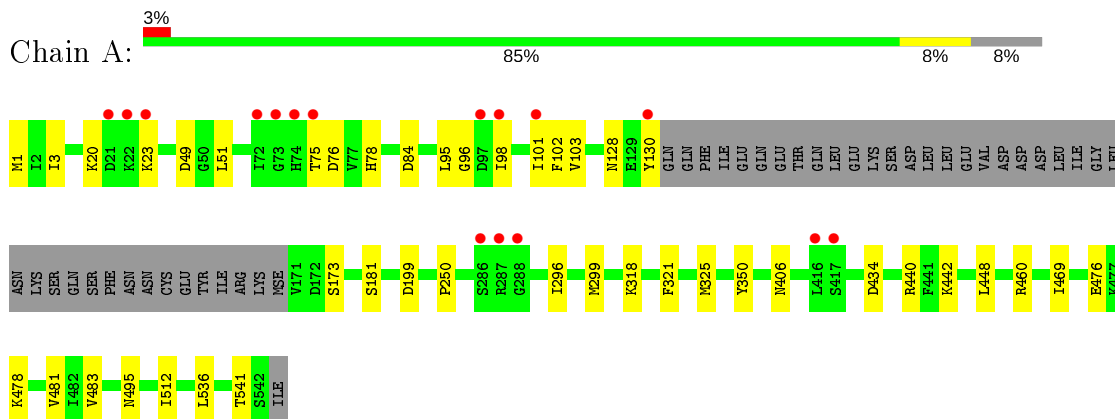 3%
Chain A:
85%
8%
8%
M1 I2 I3 K20 D21 K22 K23 D49 G50 L51 I72 G73 H74 T75 D76 V77 H78 D84 L95 G96 D97 I98 I101 F102 V103 N128 E129 Y130 GLN GLN PHE ILE GLU GLN GLU THR GLN LEU GLU LYS SER ASP LEU LEU GLU VAL ASP ASP ASP LEU ILE GLY LEU
ASN LYS SER GLN SER PHE ASN ASN CYS GLU TYR ILE ARG LYS MSE V171 D172 S173 S181 D199 P250 S286 R287 G288 I296 M299 K318 F321 M325 Y350 N406 L416 S417 D434 R440 F441 K442 L448 R460 I469 E476 K477
K478 V481 I482 V483 N495 I512 L536 T541 S542 ILE